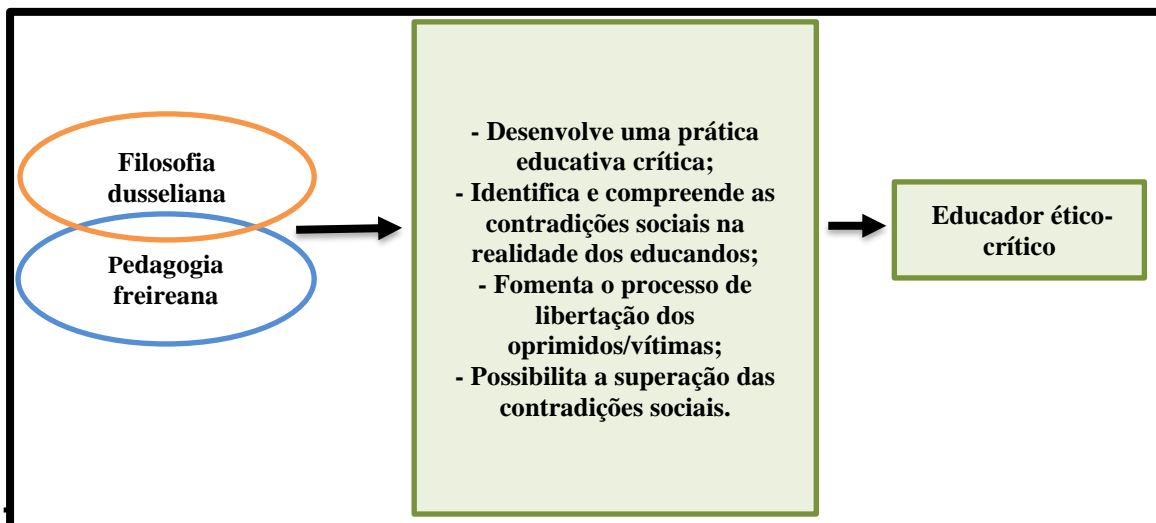 Filosofia
dusseliana
Pedagogia
freireana
- Desenvolve uma prática
educativa crítica;
- Identifica e compreende as
contradições sociais na
realidade dos educandos;
- Fomenta o processo de
libertação dos
oprimidos/vítimas;
- Possibilita a superação das
contradições sociais.
Educador ético-
crítico